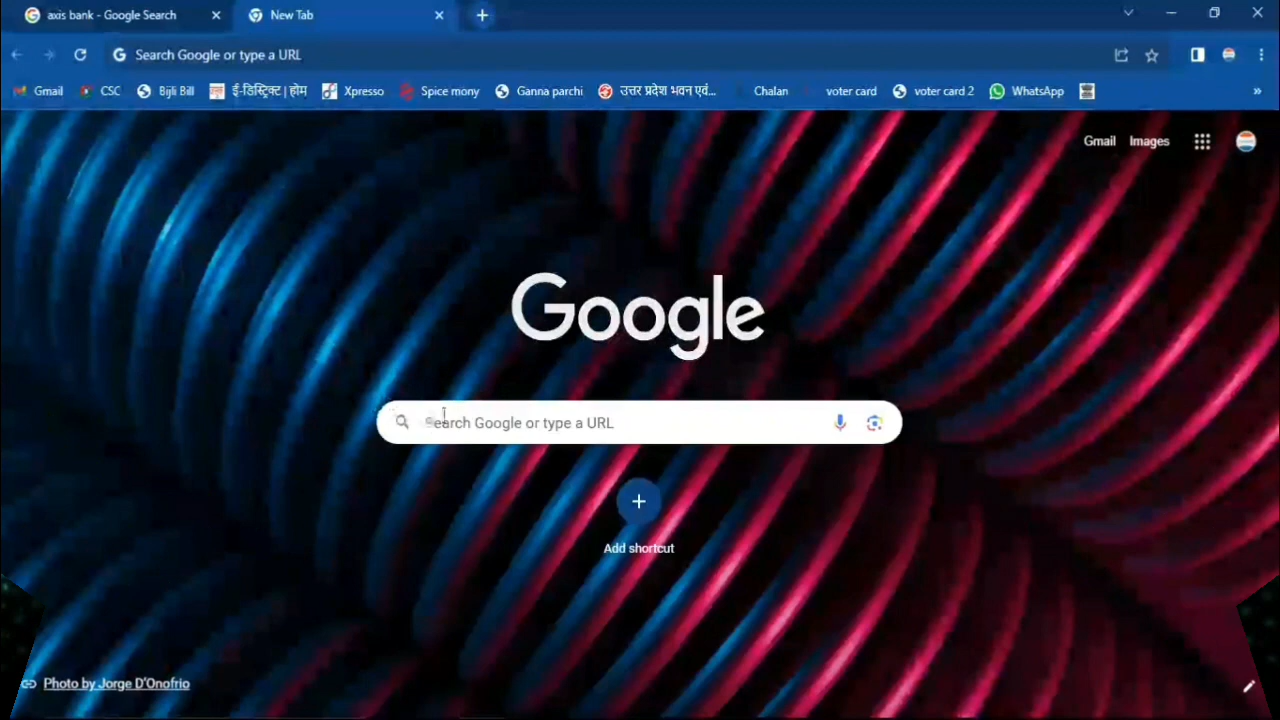 axis bank - Google Search
New Tab
Search Google or type a URL
Gmail CSC Bijli Bill ई-डिस्ट्रिक्ट | होम Xpresso Spice mony Ganna parchi उत्तर प्रदेश भवन एवं... Chalan voter card voter card 2 WhatsApp
Gmail Images
Google
Search Google or type a URL
Add shortcut
Photo by Jorge D'Onofrio